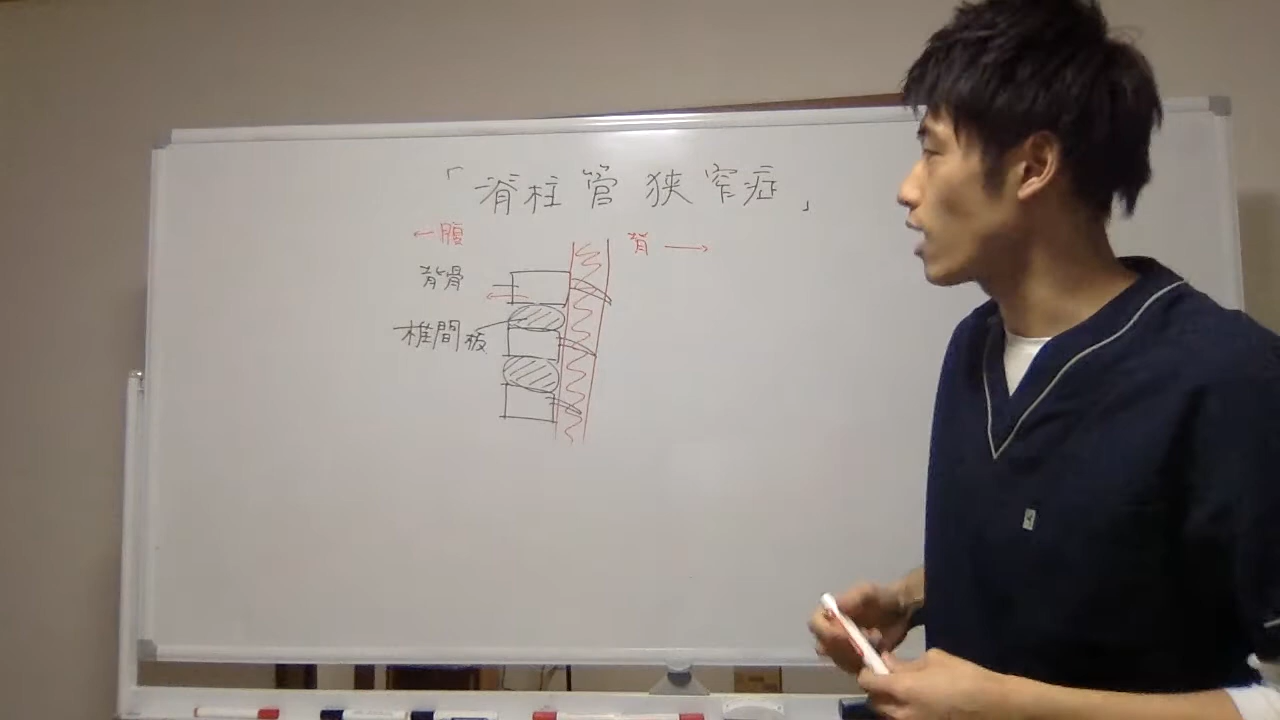 「脊柱管狭窄症」
←腹 背→
背骨
椎間板